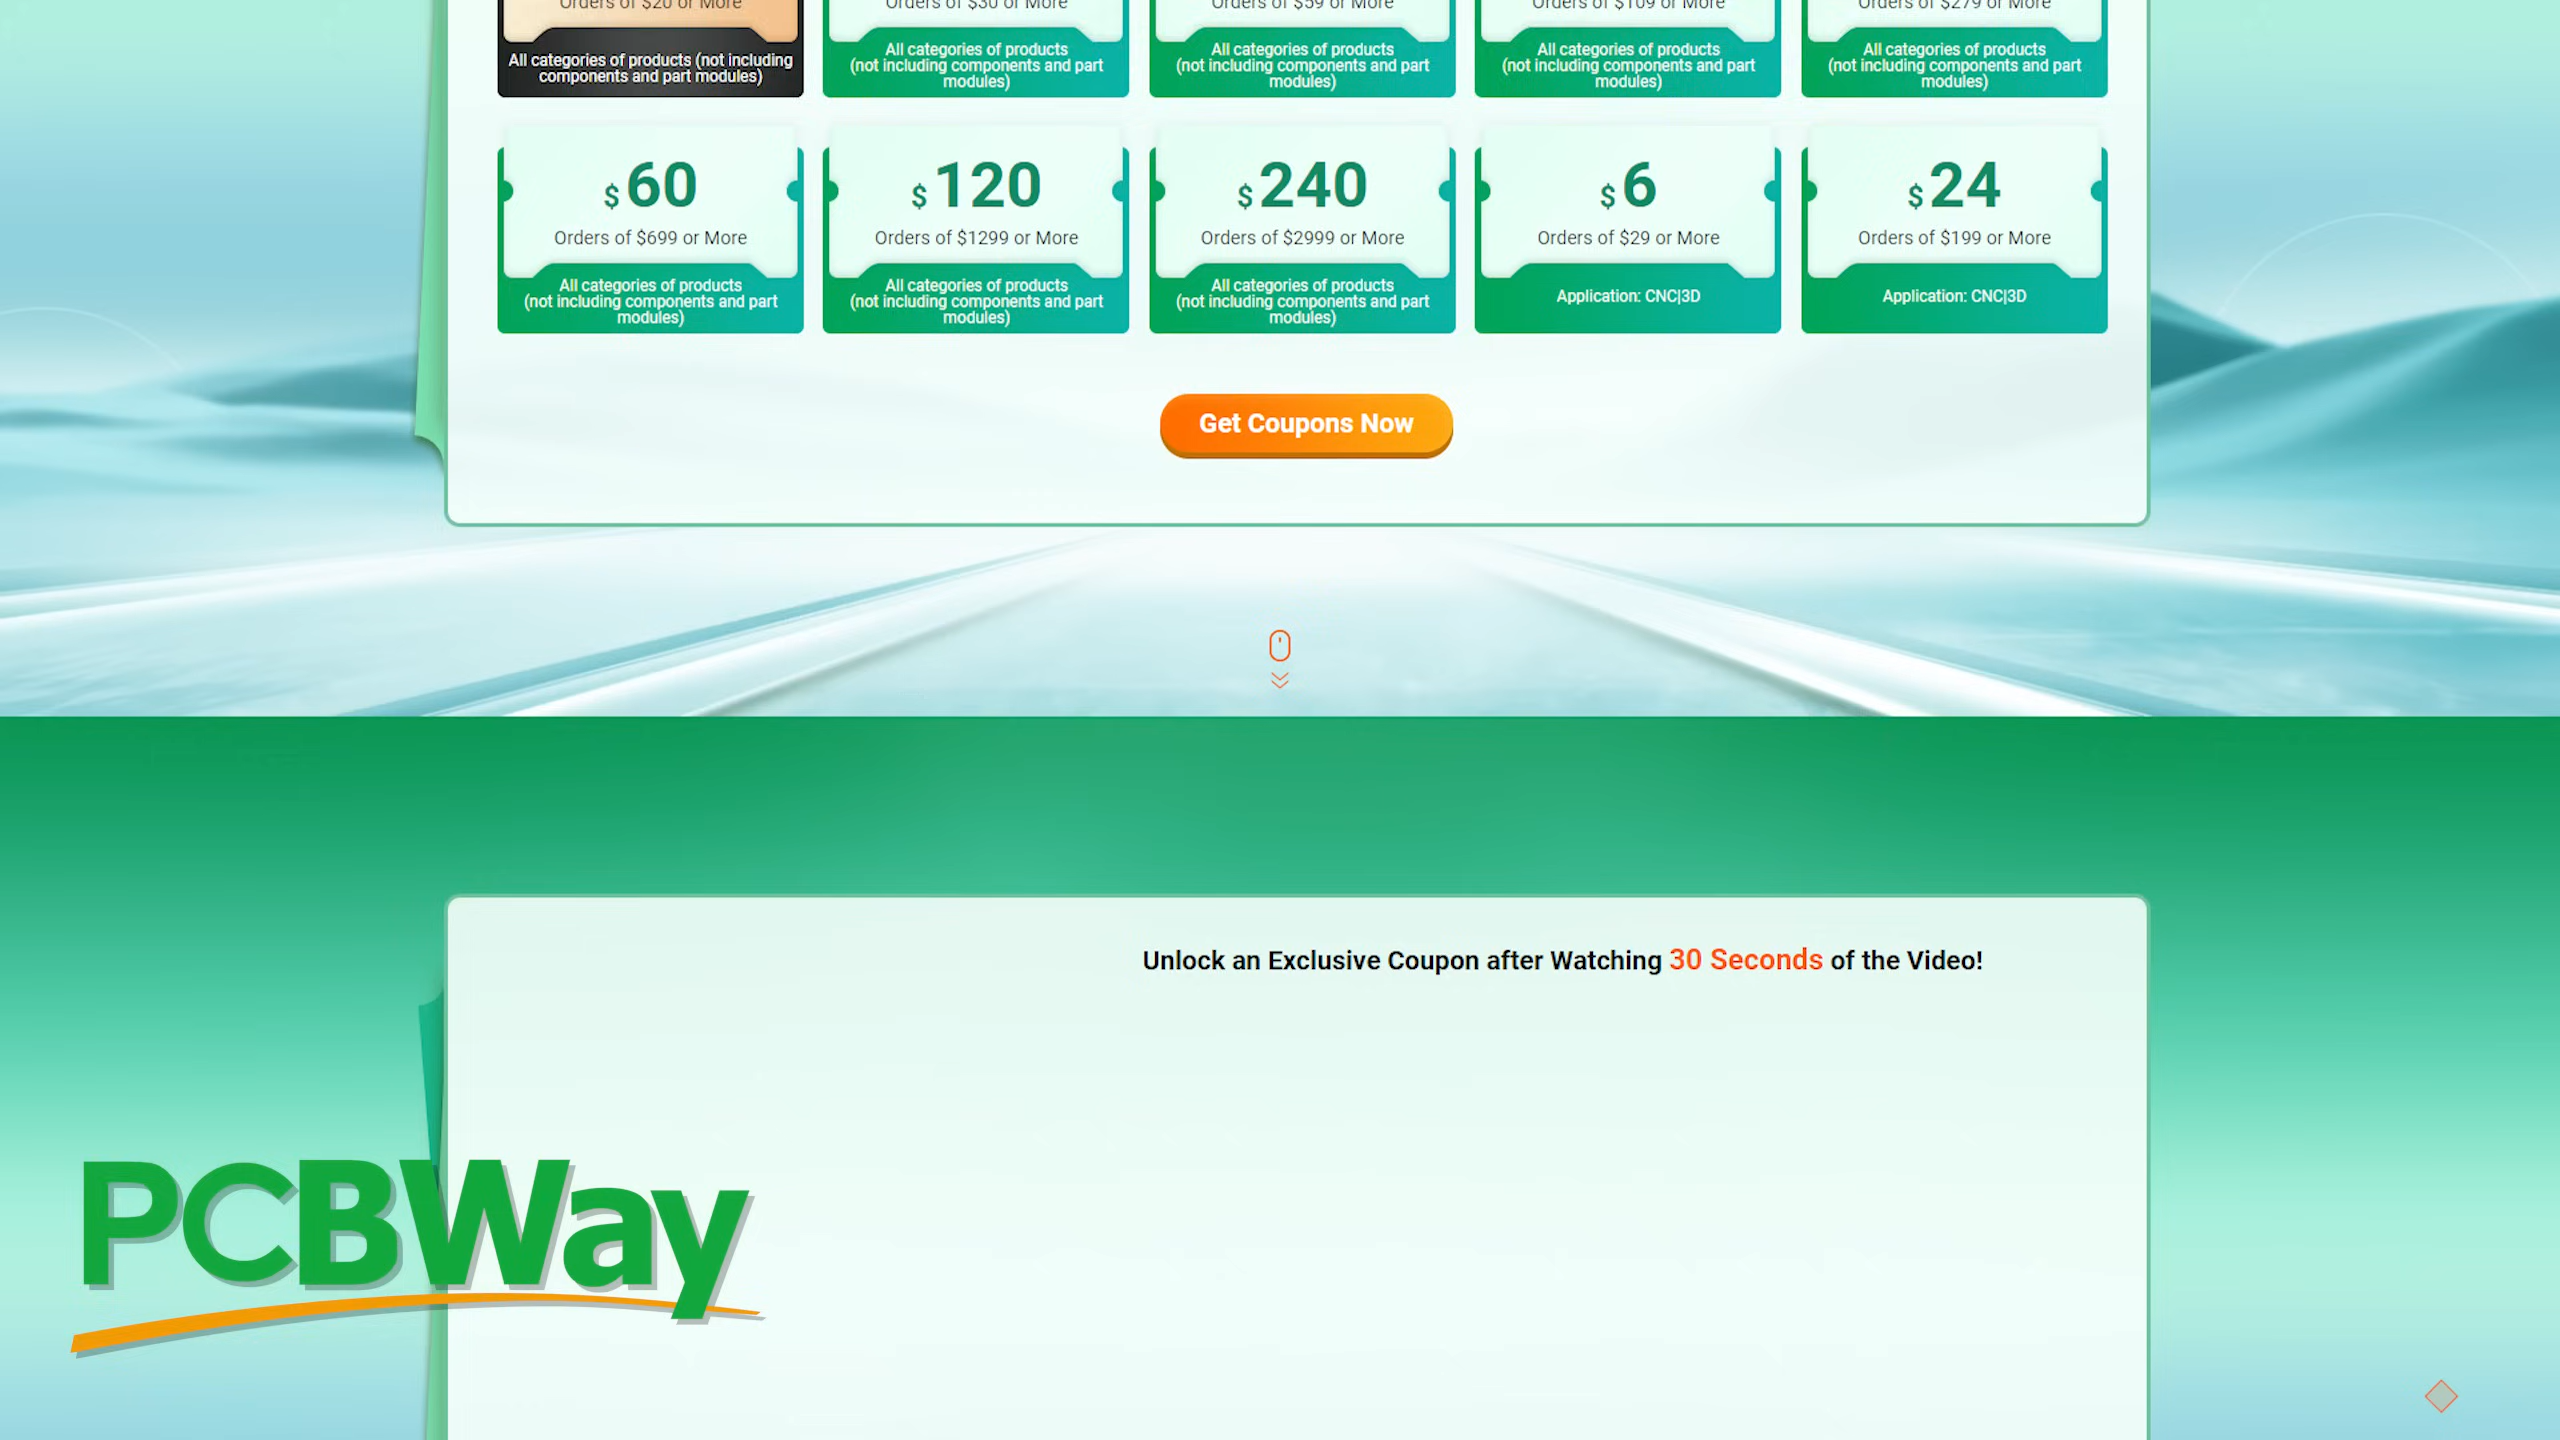 Orders of $20 or More
Orders of $30 or More
Orders of $59 or More
Orders of $109 or More
Orders of $279 or More
All categories of products (not including
components and part modules)
All categories of products
(not including components and part
modules)
All categories of products
(not including components and part
modules)
All categories of products
(not including components and part
modules)
All categories of products
(not including components and part
modules)
$60
Orders of $699 or More
All categories of products
(not including components and part
modules)
$120
Orders of $1299 or More
All categories of products
(not including components and part
modules)
$240
Orders of $2999 or More
All categories of products
(not including components and part
modules)
$6
Orders of $29 or More
Application: CNC|3D
$24
Orders of $199 or More
Application: CNC|3D
Get Coupons Now
Unlock an Exclusive Coupon after Watching 30 Seconds of the Video!
PCBWay